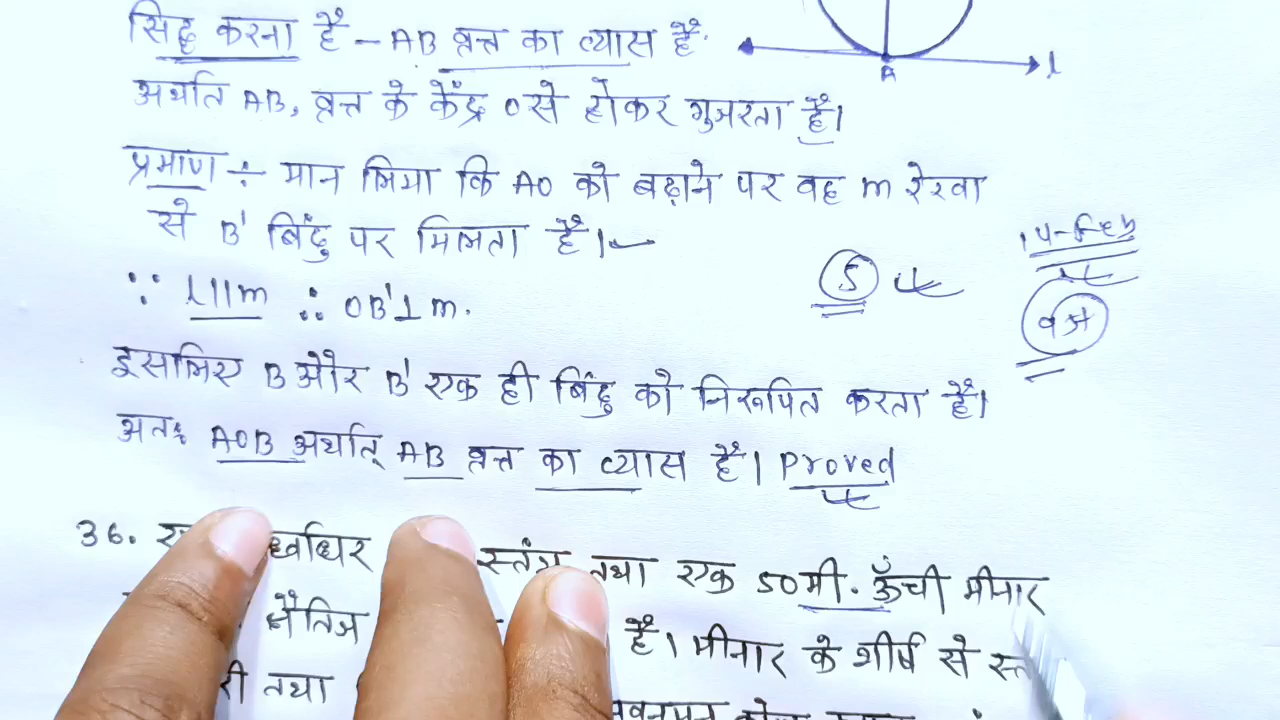 सिद्ध करना है - AB वृत्त का व्यास है
A l
अर्थात AB, वृत्त के केंद्र O से होकर गुजरता है।
प्रमाण ÷ मान लिया कि AO को बढ़ाने पर वह m रेखा
से B' बिंदु पर मिलता है।
14-Feb
5
∵ l || m ∴ OB' ⊥ m.
इसलिए B और B' एक ही बिंदु को निरूपित करता है।
अतः AOB अर्थात् AB वृत्त का व्यास है। Proved
36. स्तंभ तथा एक 50 मी. ऊँची मीनार
क्षैतिज है। मीनार के शीर्ष से
तथा